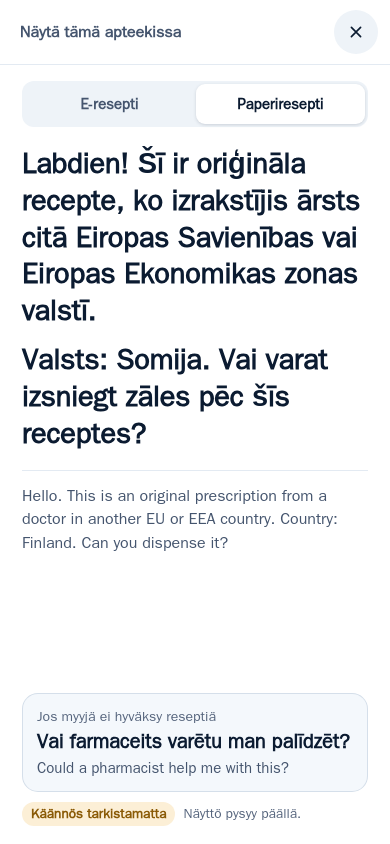 Näytä tämä apteekissa
E-resepti
Paperiresepti
Labdien! Šī ir oriģināla
recepte, ko izrakstījis ārsts
citā Eiropas Savienības vai
Eiropas Ekonomikas zonas
valstī.
Valsts: Somija. Vai varat
izsniegt zāles pēc šīs
receptes?
Hello. This is an original prescription from a
doctor in another EU or EEA country. Country:
Finland. Can you dispense it?
Jos myyjä ei hyväksy reseptiä
Vai farmaceits varētu man palīdzēt?
Could a pharmacist help me with this?
Käännös tarkistamatta
Näyttö pysyy päällä.